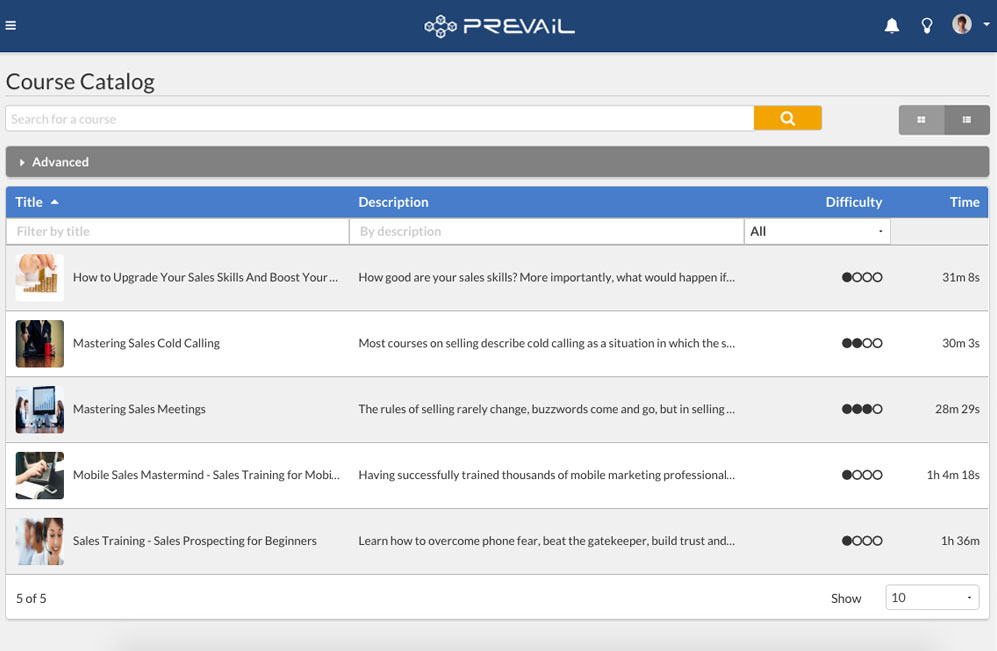 PREVAIL
Course Catalog
Search for a course
Advanced
Title Description Difficulty Time
Filter by title By description All
How to Upgrade Your Sales Skills And Boost Your ... How good are your sales skills? More importantly, what would happen if... 31m 8s
Mastering Sales Cold Calling Most courses on selling describe cold calling as a situation in which the s... 30m 3s
Mastering Sales Meetings The rules of selling rarely change, buzzwords come and go, but in selling ... 28m 29s
Mobile Sales Mastermind - Sales Training for Mobi... Having successfully trained thousands of mobile marketing professional... 1h 4m 18s
Sales Training - Sales Prospecting for Beginners Learn how to overcome phone fear, beat the gatekeeper, build trust and... 1h 36m
5 of 5 Show 10